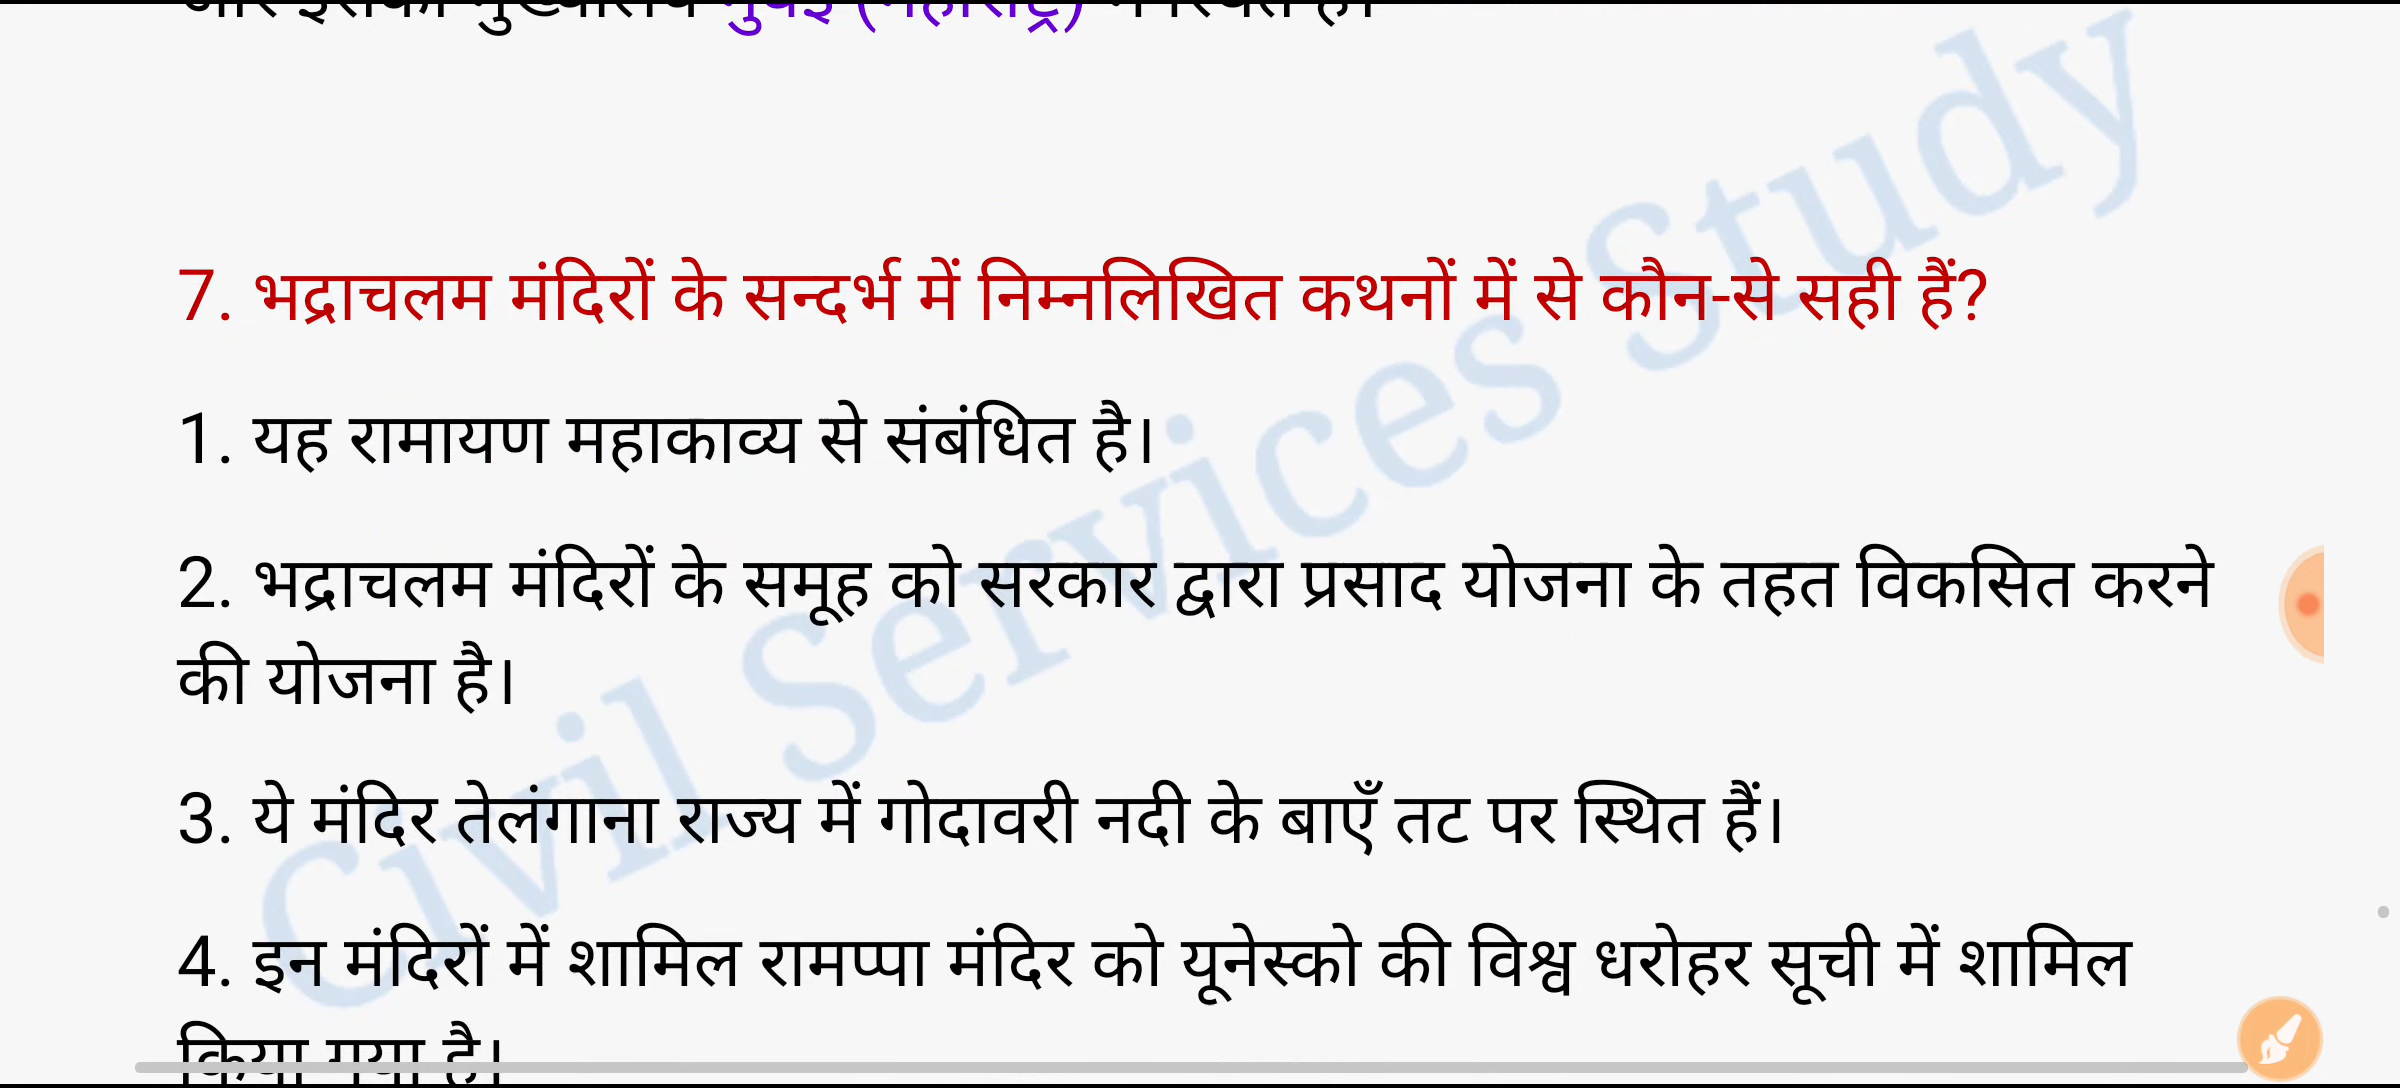 7. भद्राचलम मंदिरों के सन्दर्भ में निम्नलिखित कथनों में से कौन-से सही हैं?
1. यह रामायण महाकाव्य से संबंधित है।
2. भद्राचलम मंदिरों के समूह को सरकार द्वारा प्रसाद योजना के तहत विकसित करने
की योजना है।
3. ये मंदिर तेलंगाना राज्य में गोदावरी नदी के बाएँ तट पर स्थित हैं।
4. इन मंदिरों में शामिल रामप्पा मंदिर को यूनेस्को की विश्व धरोहर सूची में शामिल
किया गया है।
Civil Services Study